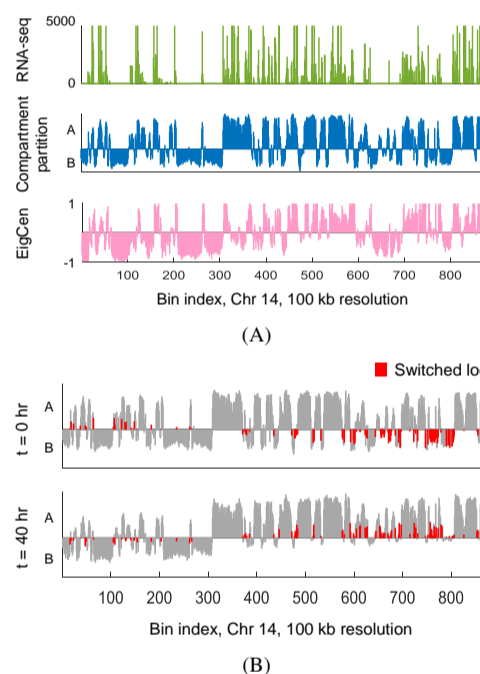 5000
RNA-seq
0
Compartment
partition
A
B
EigCen
1
-1
100 200 300 400 500 600 700 800
Bin index, Chr 14, 100 kb resolution
(A)
Switched lo
t = 0 hr
A
B
t = 40 hr
A
B
100 200 300 400 500 600 700 800
Bin index, Chr 14, 100 kb resolution
(B)